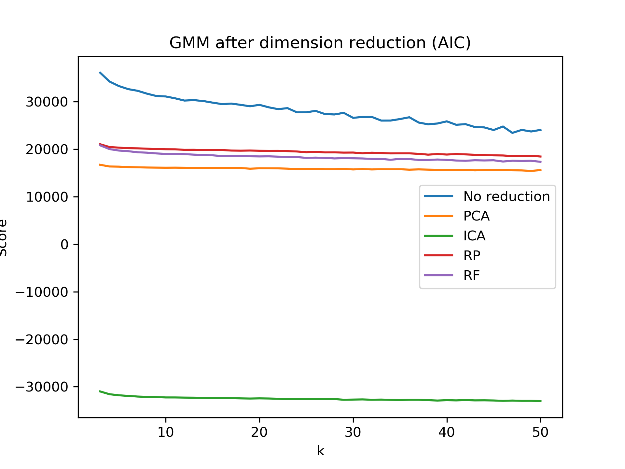 GMM after dimension reduction (AIC)
30000
20000
10000
0
−10000
−20000
−30000
Score
No reduction
PCA
ICA
RP
RF
10 20 30 40 50
k